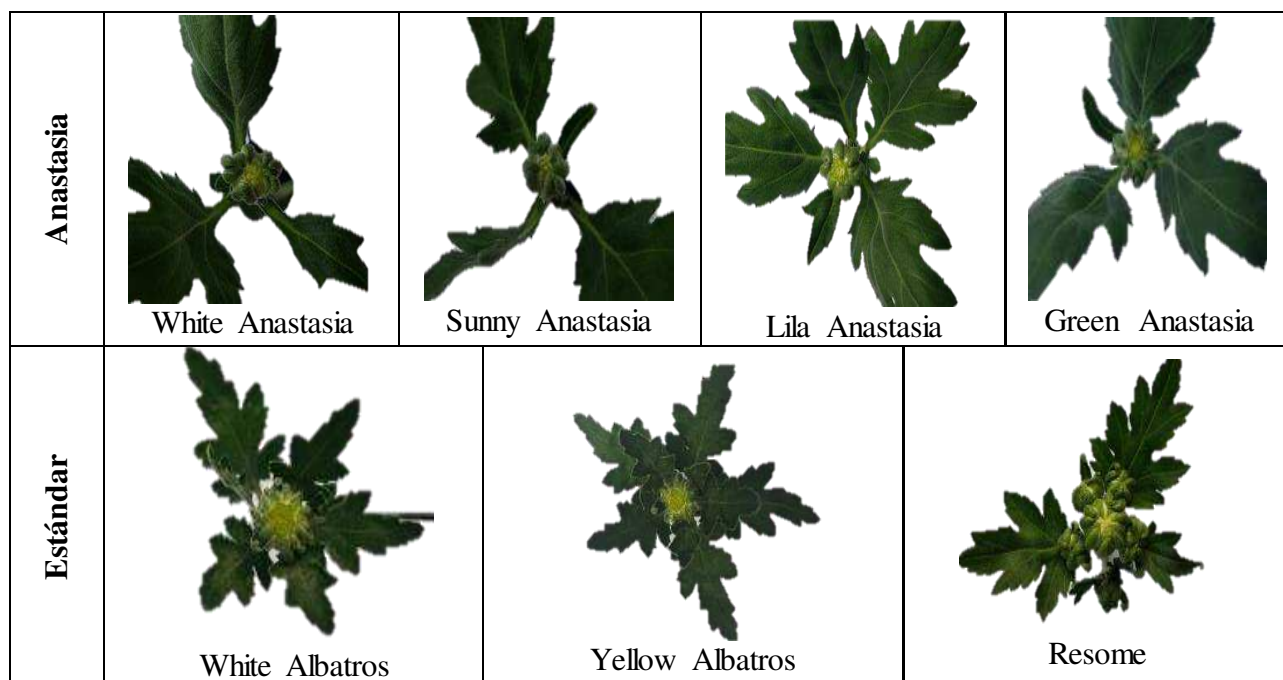 Anastasia
White Anastasia
Sunny Anastasia
Lila Anastasia
Green Anastasia
Estándar
White Albatros
Yellow Albatros
Resome